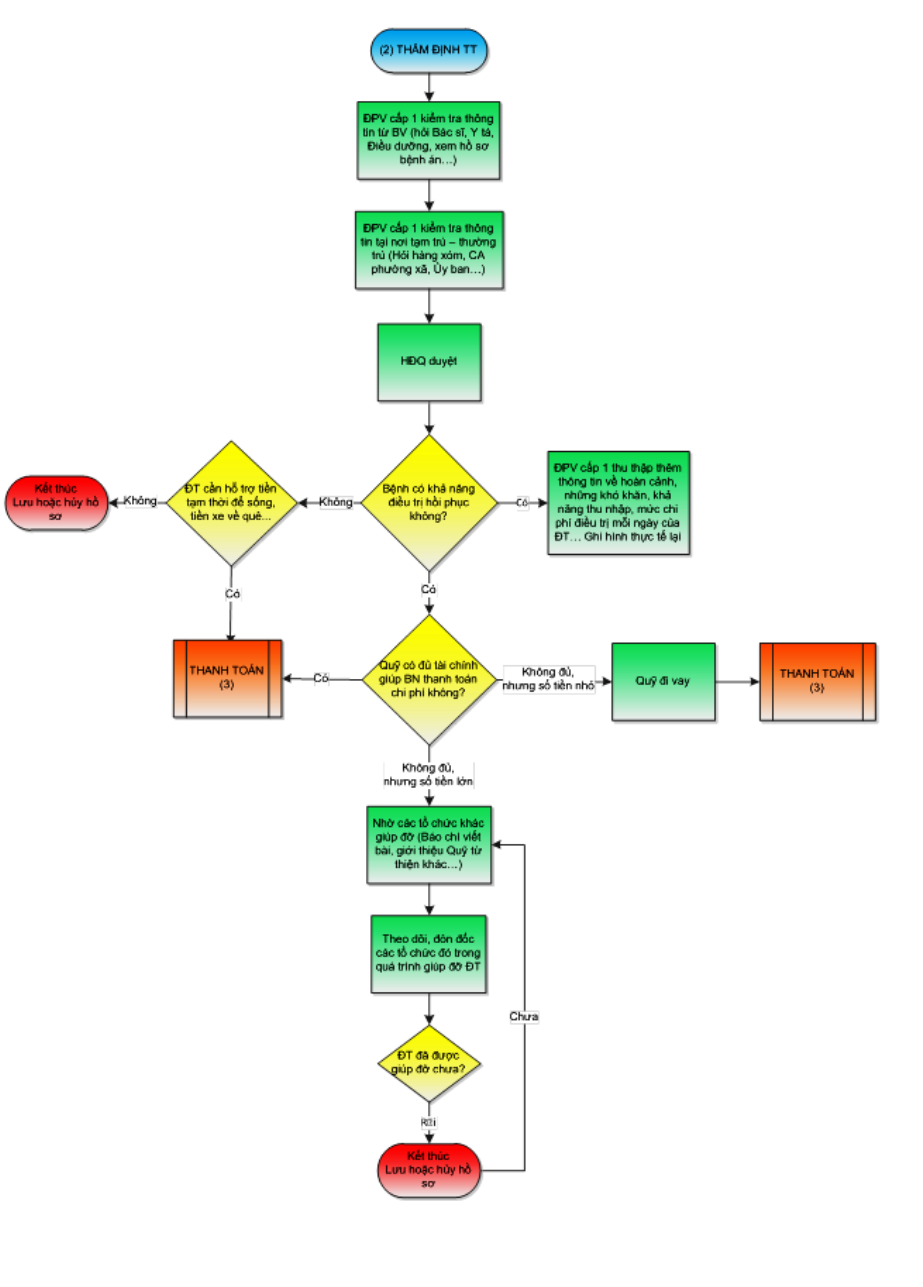 (2) THẨM ĐỊNH TT
ĐPV cấp 1 kiểm tra thông
tin từ BV (hỏi Bác sĩ, Y tá,
Điều dưỡng, xem hồ sơ
bệnh án...)
ĐPV cấp 1 kiểm tra thông
tin tại nơi tạm trú – thường
trú (Hỏi hàng xóm, CA
phường xã, Ủy ban...)
HĐQ duyệt
Kết thúc
Lưu hoặc hủy hồ
sơ
Không
ĐT cần hỗ trợ tiền
tạm thời để sống,
tiền xe về quê...
Không
Bệnh có khả năng
điều trị hồi phục
không?
Có
ĐPV cấp 1 thu thập thêm
thông tin về hoàn cảnh,
những khó khăn, khả
năng thu nhập, mức chi
phí điều trị mỗi ngày của
ĐT... Ghi hình thực tế lại
Có
Có
THANH TOÁN
(3)
Có
Quỹ có đủ tài chính
giúp BN thanh toán
chi phí không?
Không đủ,
nhưng số tiền nhỏ
Quỹ đi vay
THANH TOÁN
(3)
Không đủ,
nhưng số tiền lớn
Nhờ các tổ chức khác
giúp đỡ (Báo chí viết
bài, giới thiệu Quỹ từ
thiện khác...)
Theo dõi, đôn đốc
các tổ chức đó trong
quá trình giúp đỡ ĐT
Chưa
ĐT đã được
giúp đỡ chưa?
Kết thúc
Lưu hoặc hủy hồ
sơ